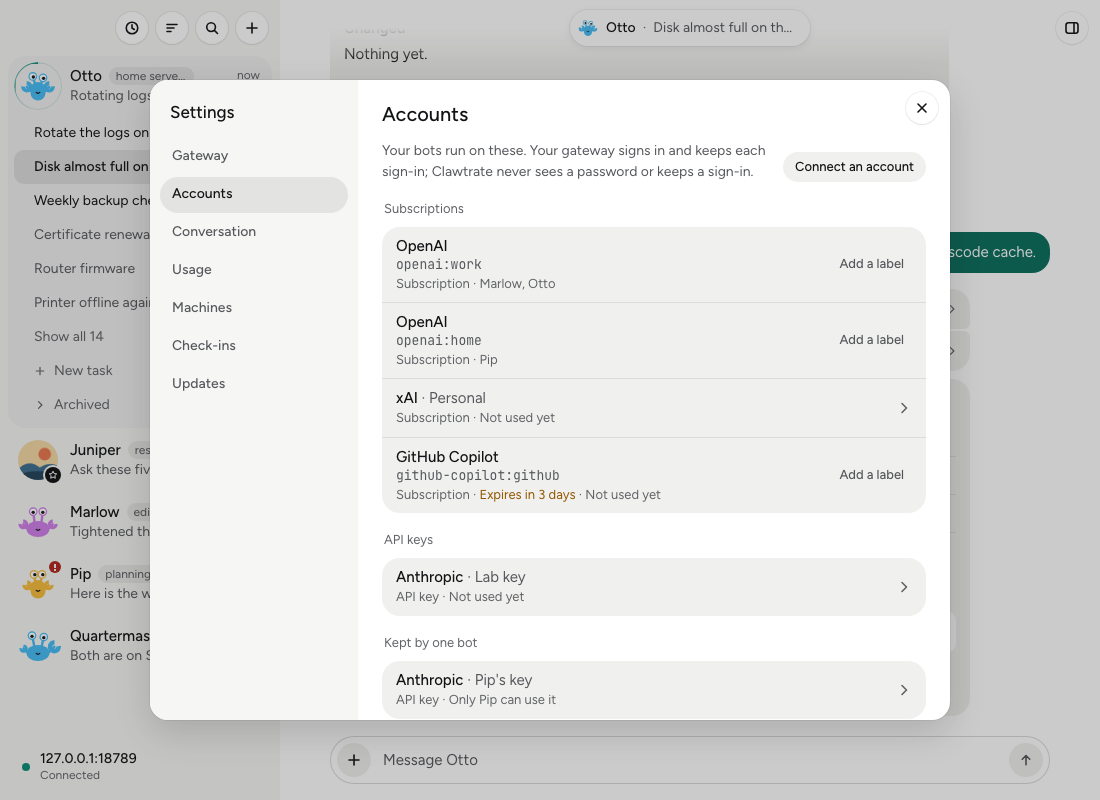 Otto · Disk almost full on th…
Nothing yet.
Otto home serve… now
Rotating logs
Rotate the logs on
Disk almost full on
Weekly backup che
Certificate renewa
Router firmware
Printer offline again
Show all 14
New task
Archived
Juniper res
Ask these fiv
Marlow edi
Tightened th
Pip planning
Here is the w
Quartermas
Both are on S
127.0.0.1:18789
Connected
Settings
Gateway
Accounts
Conversation
Usage
Machines
Check-ins
Updates
Accounts
Your bots run on these. Your gateway signs in and keeps each
sign-in; Clawtrate never sees a password or keeps a sign-in.
Connect an account
Subscriptions
OpenAI
openai:work
Subscription · Marlow, Otto
Add a label
OpenAI
openai:home
Subscription · Pip
Add a label
xAI · Personal
Subscription · Not used yet
GitHub Copilot
github-copilot:github
Subscription · Expires in 3 days · Not used yet
Add a label
API keys
Anthropic · Lab key
API key · Not used yet
Kept by one bot
Anthropic · Pip's key
API key · Only Pip can use it
scode cache.
Message Otto